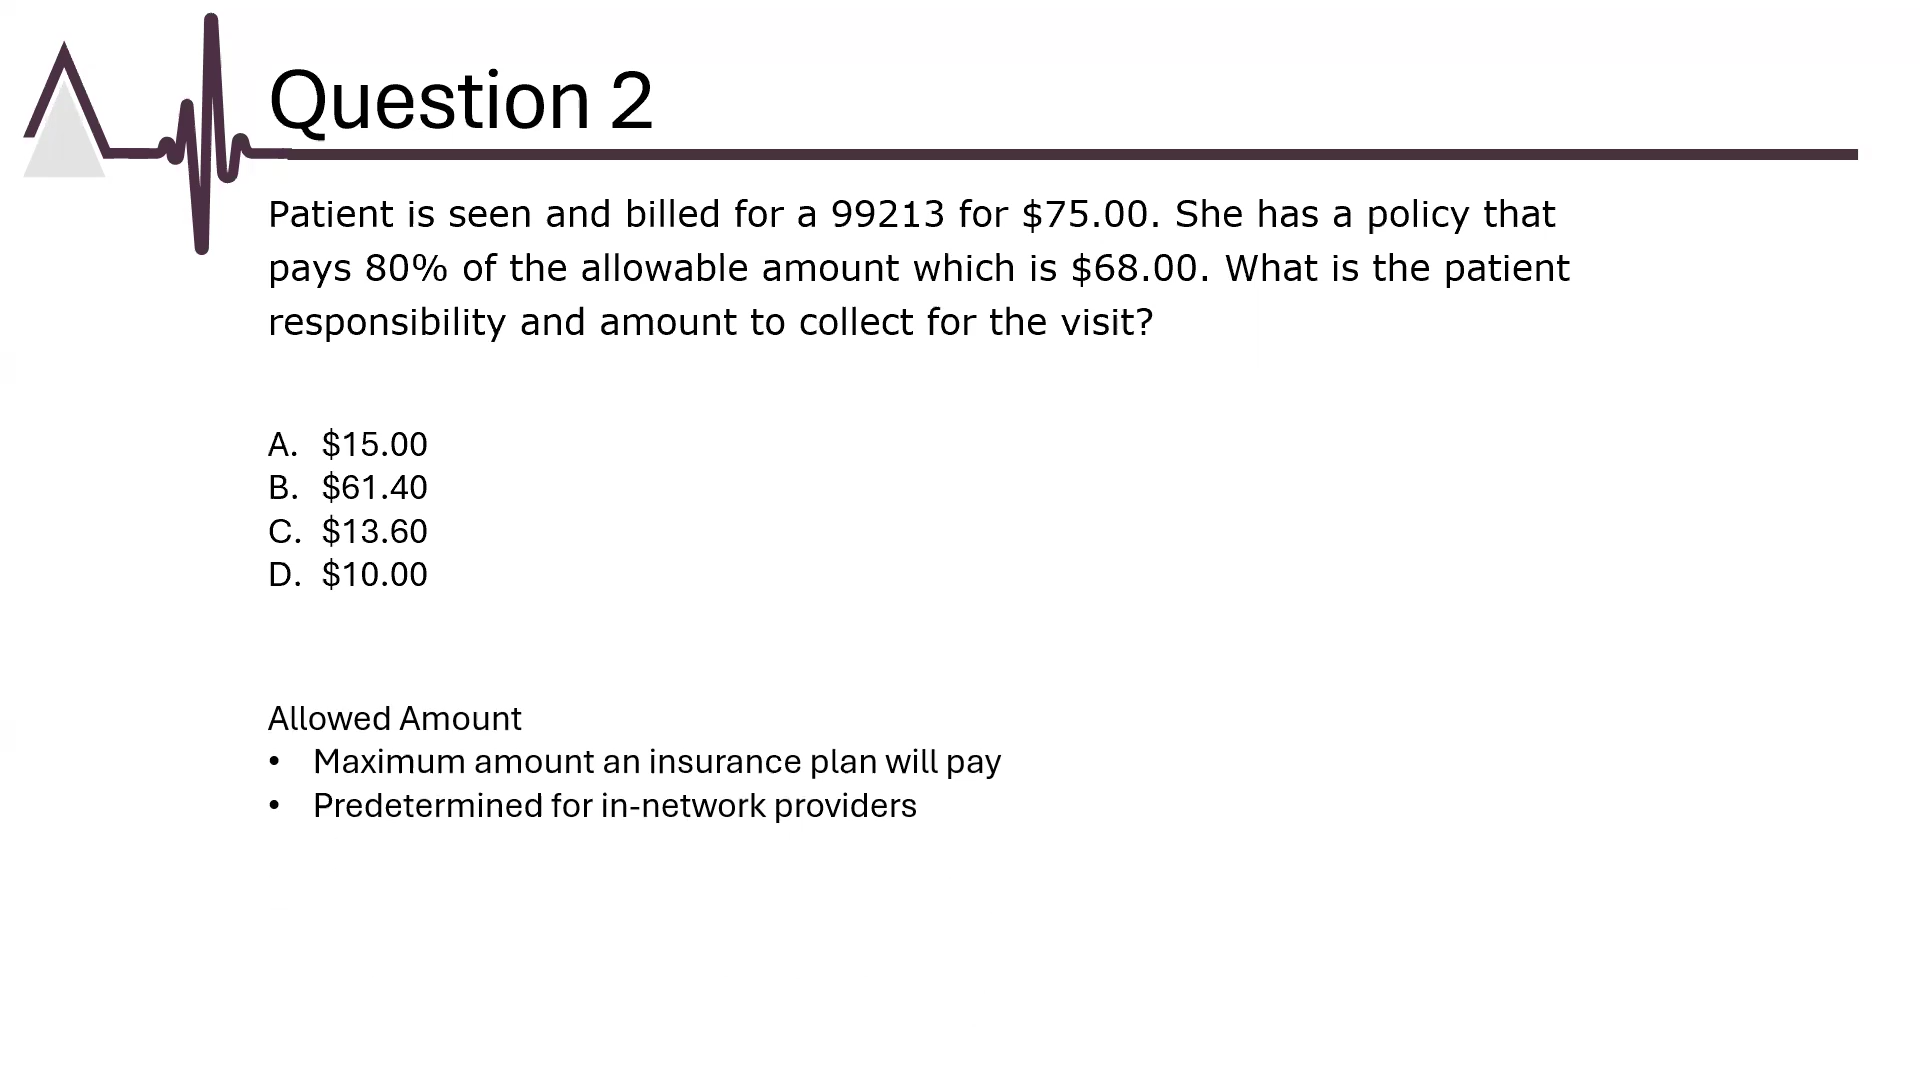 Question 2
Patient is seen and billed for a 99213 for $75.00. She has a policy that
pays 80% of the allowable amount which is $68.00. What is the patient
responsibility and amount to collect for the visit?
A. $15.00
B. $61.40
C. $13.60
D. $10.00
Allowed Amount
• Maximum amount an insurance plan will pay
• Predetermined for in-network providers